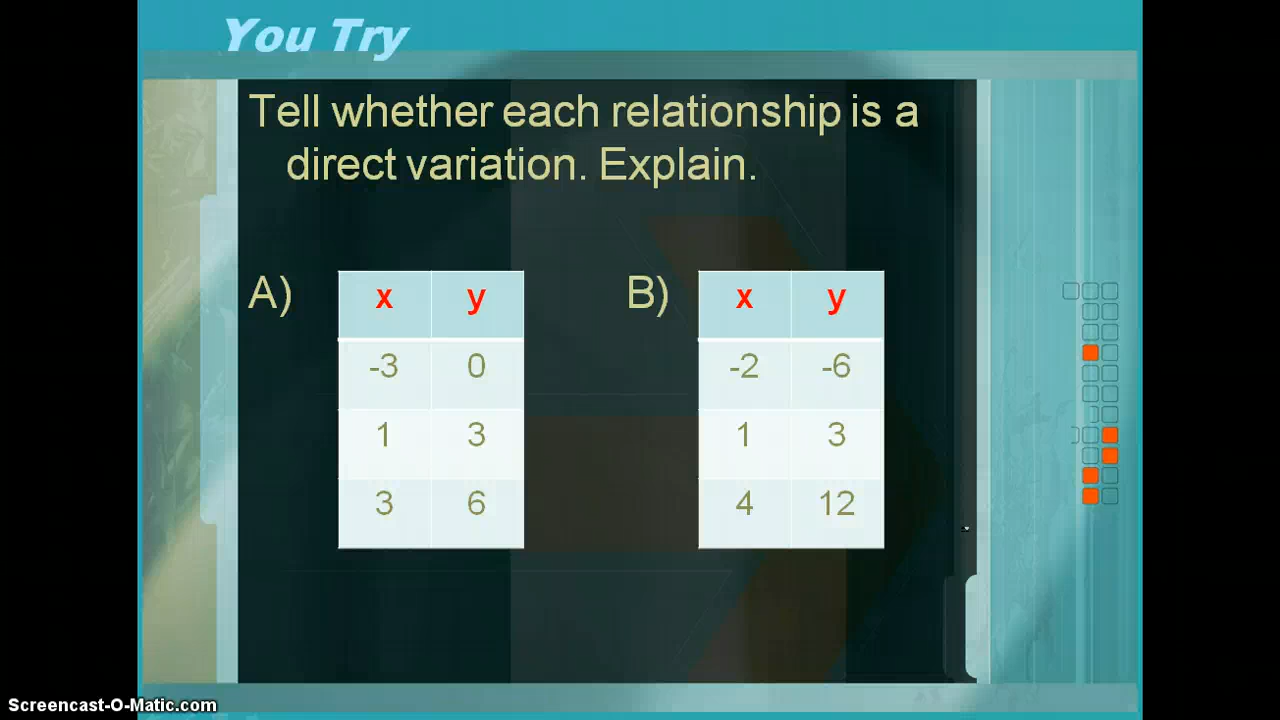 You Try
Tell whether each relationship is a
direct variation. Explain.
A)
x y
-3 0
1 3
3 6
B)
x y
-2 -6
1 3
4 12
Screencast-O-Matic.com